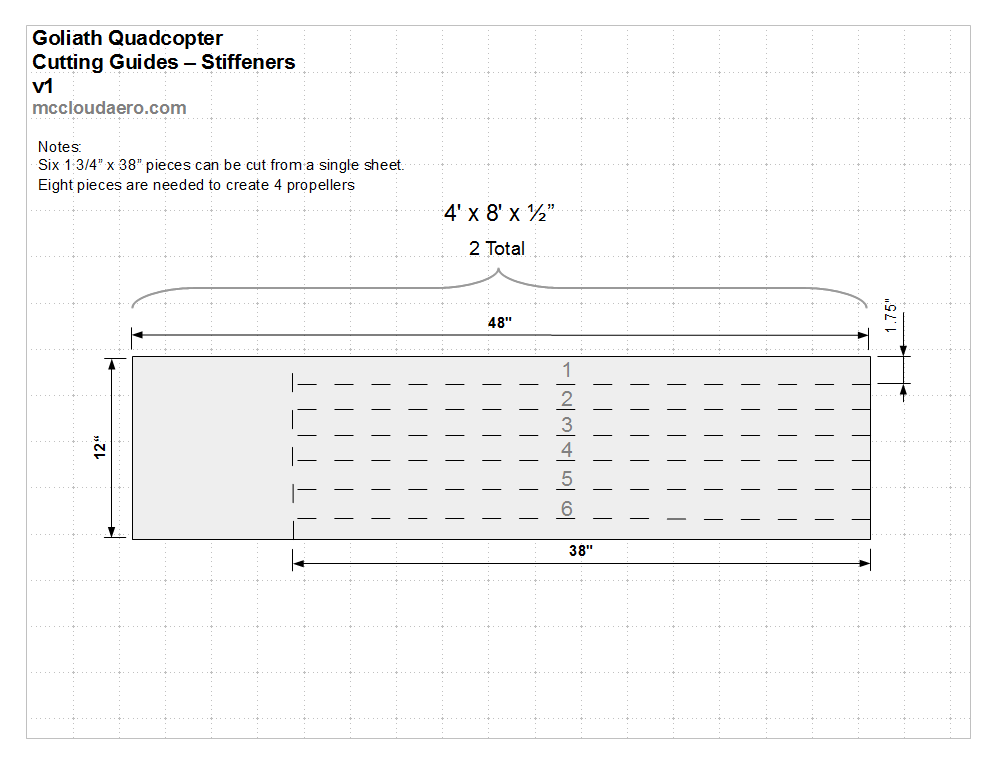 Goliath Quadcopter
Cutting Guides – Stiffeners
v1
mccloudaero.com
Notes:
Six 1 3/4” x 38” pieces can be cut from a single sheet.
Eight pieces are needed to create 4 propellers
4' x 8' x ½”
2 Total
48"
1.75"
12“
1
2
3
4
5
6
38"